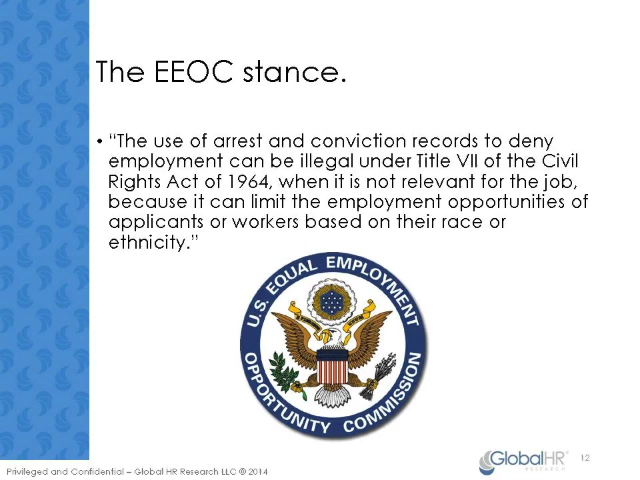 The EEOC stance.
• “The use of arrest and conviction records to deny
employment can be illegal under Title VII of the Civil
Rights Act of 1964, when it is not relevant for the job,
because it can limit the employment opportunities of
applicants or workers based on their race or
ethnicity.”
U.S. EQUAL EMPLOYMENT
OPPORTUNITY COMMISSION
GlobalHR
RESEARCH
12
Privileged and Confidential – Global HR Research LLC © 2014